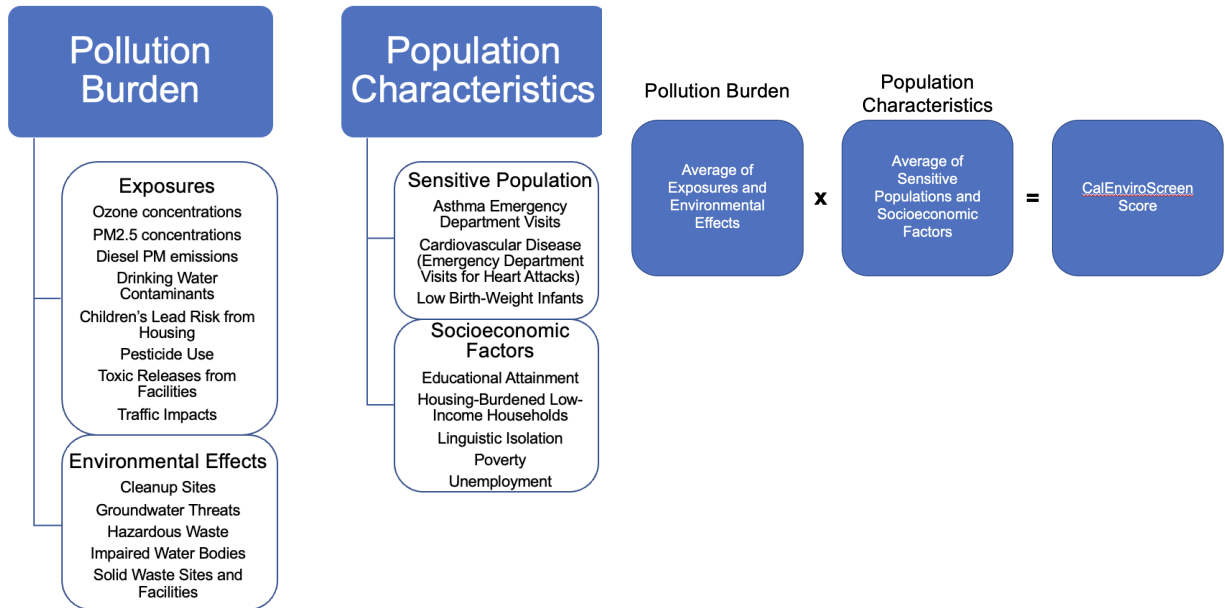 Pollution
Burden
Exposures
Ozone concentrations
PM2.5 concentrations
Diesel PM emissions
Drinking Water
Contaminants
Children's Lead Risk from
Housing
Pesticide Use
Toxic Releases from
Facilities
Traffic Impacts
Environmental Effects
Cleanup Sites
Groundwater Threats
Hazardous Waste
Impaired Water Bodies
Solid Waste Sites and
Facilities
Population
Characteristics
Sensitive Population
Asthma Emergency
Department Visits
Cardiovascular Disease
(Emergency Department
Visits for Heart Attacks)
Low Birth-Weight Infants
Socioeconomic
Factors
Educational Attainment
Housing-Burdened Low-
Income Households
Linguistic Isolation
Poverty
Unemployment
Pollution Burden
Average of
Exposures and
Environmental
Effects
x
Population
Characteristics
Average of
Sensitive
Populations and
Socioeconomic
Factors
=
CalEnviroScreen
Score